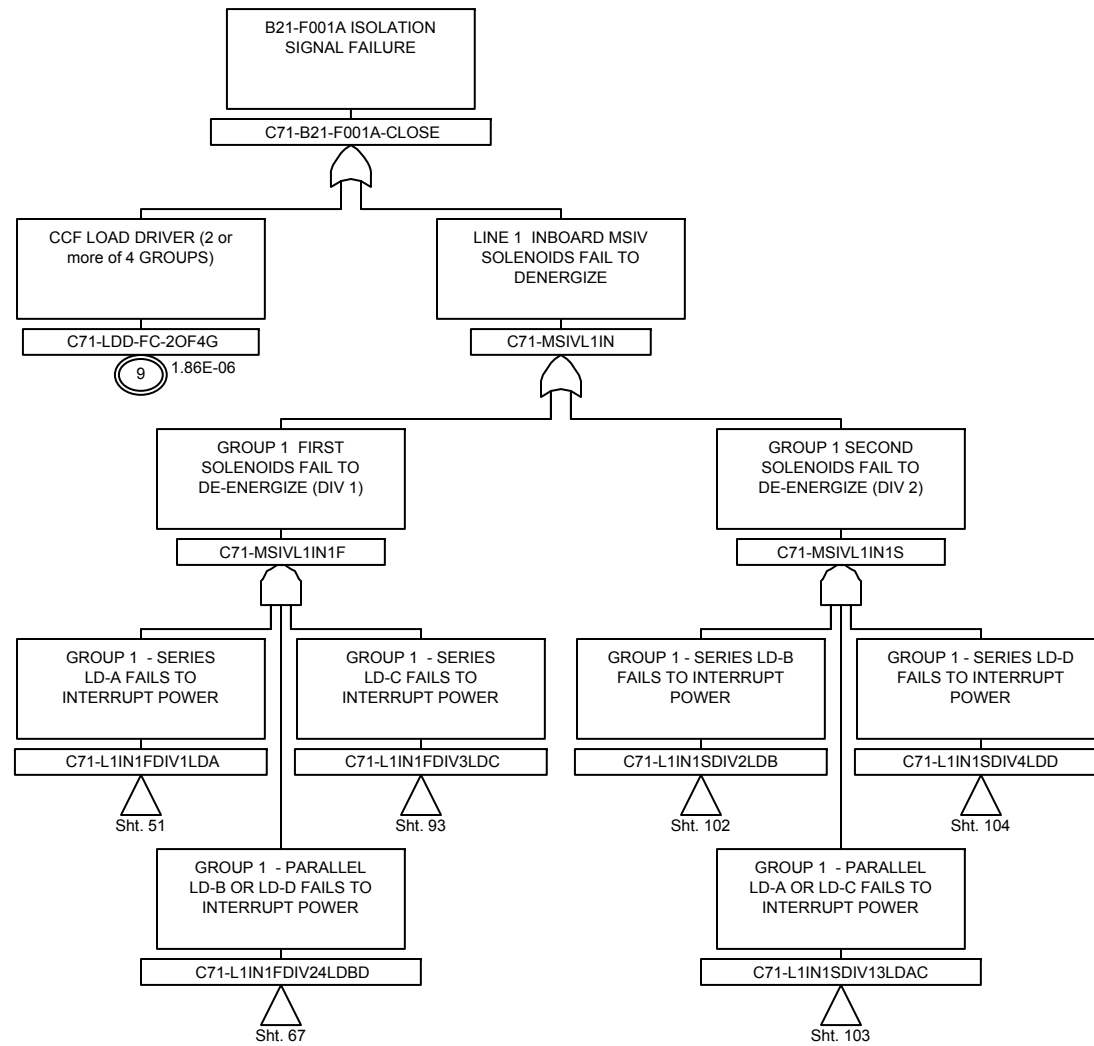 B21-F001A ISOLATION
SIGNAL FAILURE
C71-B21-F001A-CLOSE
CCF LOAD DRIVER (2 or
more of 4 GROUPS)
C71-LDD-FC-2OF4G
9
1.86E-06
LINE 1 INBOARD MSIV
SOLENOIDS FAIL TO
DENERGIZE
C71-MSIVL1IN
GROUP 1 FIRST
SOLENOIDS FAIL TO
DE-ENERGIZE (DIV 1)
C71-MSIVL1IN1F
GROUP 1 SECOND
SOLENOIDS FAIL TO
DE-ENERGIZE (DIV 2)
C71-MSIVL1IN1S
GROUP 1 - SERIES
LD-A FAILS TO
INTERRUPT POWER
C71-L1IN1FDIV1LDA
Sht. 51
GROUP 1 - SERIES
LD-C FAILS TO
INTERRUPT POWER
C71-L1IN1FDIV3LDC
Sht. 93
GROUP 1 - SERIES LD-B
FAILS TO INTERRUPT
POWER
C71-L1IN1SDIV2LDB
Sht. 102
GROUP 1 - SERIES LD-D
FAILS TO INTERRUPT
POWER
C71-L1IN1SDIV4LDD
Sht. 104
GROUP 1 - PARALLEL
LD-B OR LD-D FAILS TO
INTERRUPT POWER
C71-L1IN1FDIV24LDBD
Sht. 67
GROUP 1 - PARALLEL
LD-A OR LD-C FAILS TO
INTERRUPT POWER
C71-L1IN1SDIV13LDAC
Sht. 103